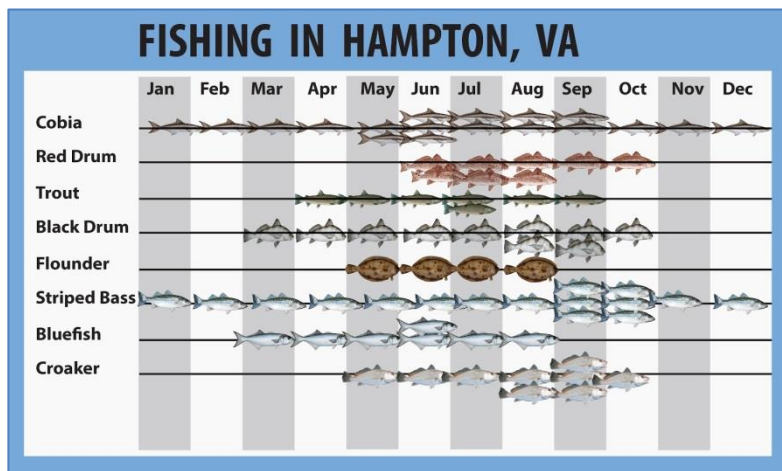 FISHING IN HAMPTON, VA
Jan Feb Mar Apr May Jun Jul Aug Sep Oct Nov Dec
Cobia
Red Drum
Trout
Black Drum
Flounder
Striped Bass
Bluefish
Croaker